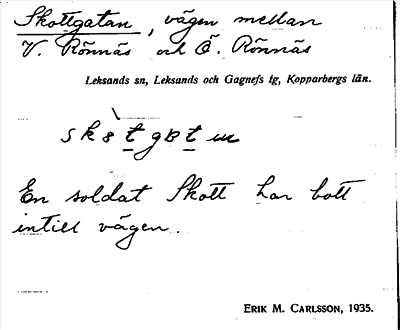 Skottgatan, vägen mellan
V. Rönnäs och Ö. Rönnäs
Leksands sn, Leksands och Gagnefs tg, Kopparbergs län.
En soldat Skott har bott
intill vägen.
ERIK M. CARLSSON, 1935.